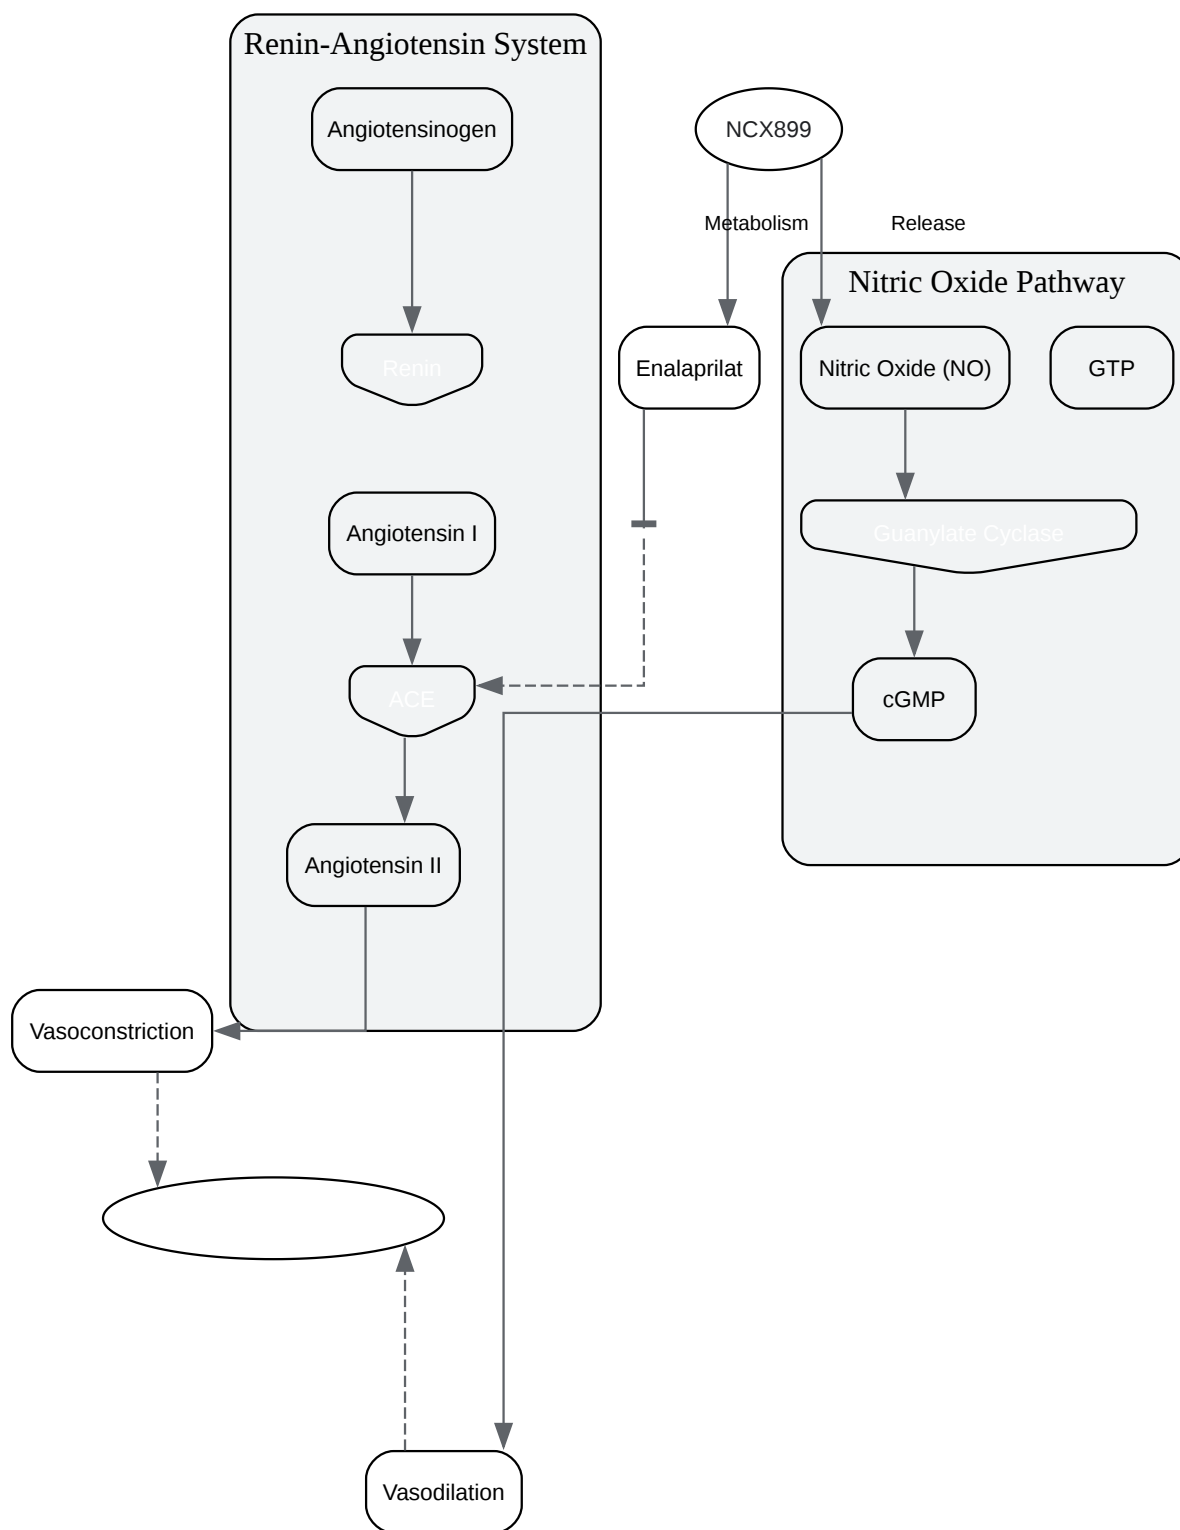 Renin-Angiotensin System
Angiotensinogen
NCX899
Metabolism
Release
Nitric Oxide Pathway
Renin
Enalaprilat
Nitric Oxide (NO)
GTP
Angiotensin I
Guanylate Cyclase
ACE
cGMP
Angiotensin II
Vasoconstriction
Vasodilation